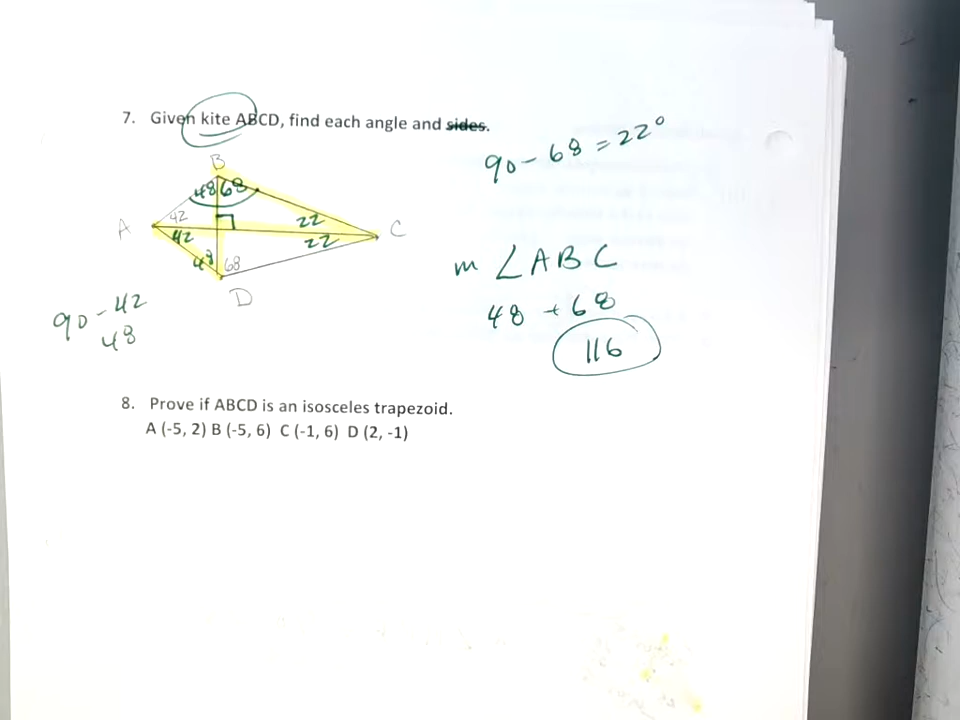 7. Given kite ABCD, find each angle and sides.
90 - 68 = 22°
B
48 68
42
22
A
C
42
22
48 68
D
m ∠ABC
90 - 42
48
48 + 68
116
8. Prove if ABCD is an isosceles trapezoid.
A (-5, 2) B (-5, 6) C (-1, 6) D (2, -1)